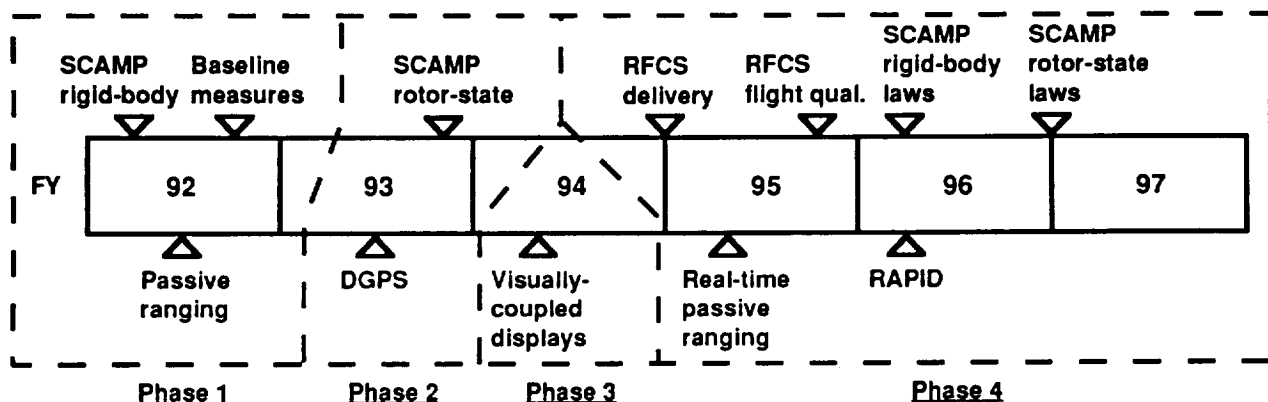 SCAMP
rigid-body
Baseline
measures
SCAMP
rotor-state
RFCS
delivery
RFCS
flight qual.
SCAMP
rigid-body
laws
SCAMP
rotor-state
laws
FY
92
93
94
95
96
97
Passive
ranging
DGPS
Visually-
coupled
displays
Real-time
passive
ranging
RAPID
Phase 1
Phase 2
Phase 3
Phase 4